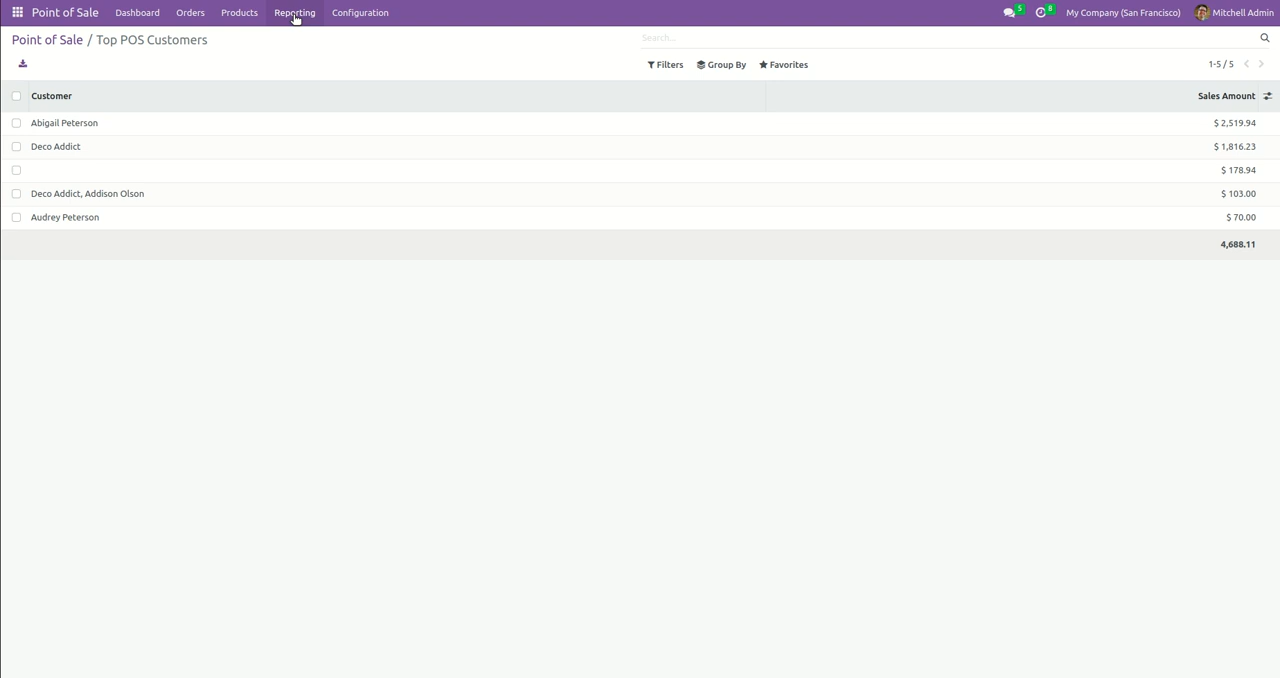 Point of Sale Dashboard Orders Products Reporting Configuration 5 8 My Company (San Francisco) Mitchell Admin
Point of Sale / Top POS Customers Search...
Filters Group By Favorites 1-5 / 5
Customer Sales Amount
Abigail Peterson $ 2,519.94
Deco Addict $ 1,816.23
$ 178.94
Deco Addict, Addison Olson $ 103.00
Audrey Peterson $ 70.00
4,688.11